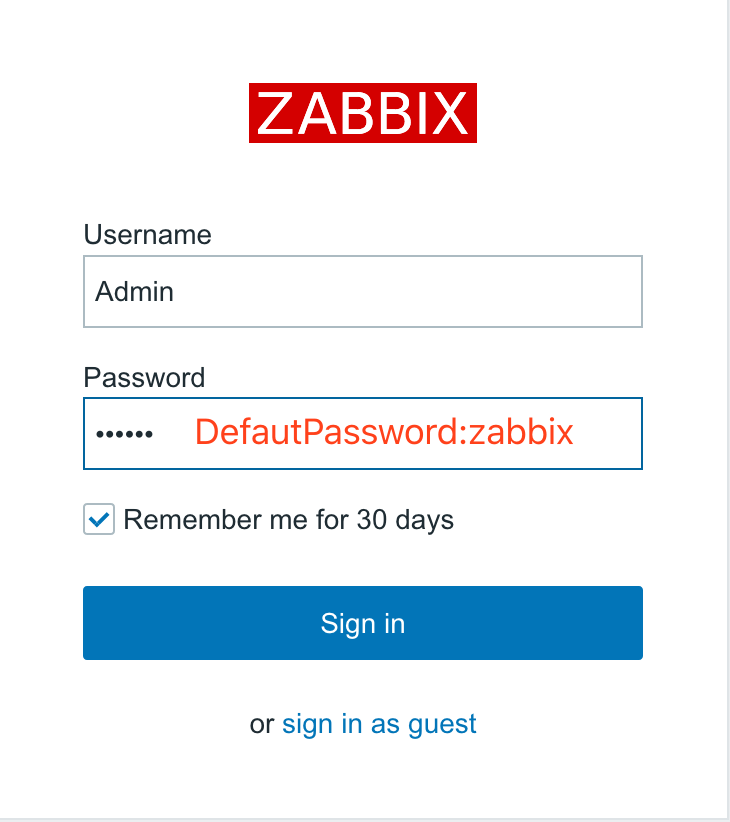 ZABBIX
Username
Admin
Password
•••••• DefautPassword:zabbix
Remember me for 30 days
Sign in
or sign in as guest